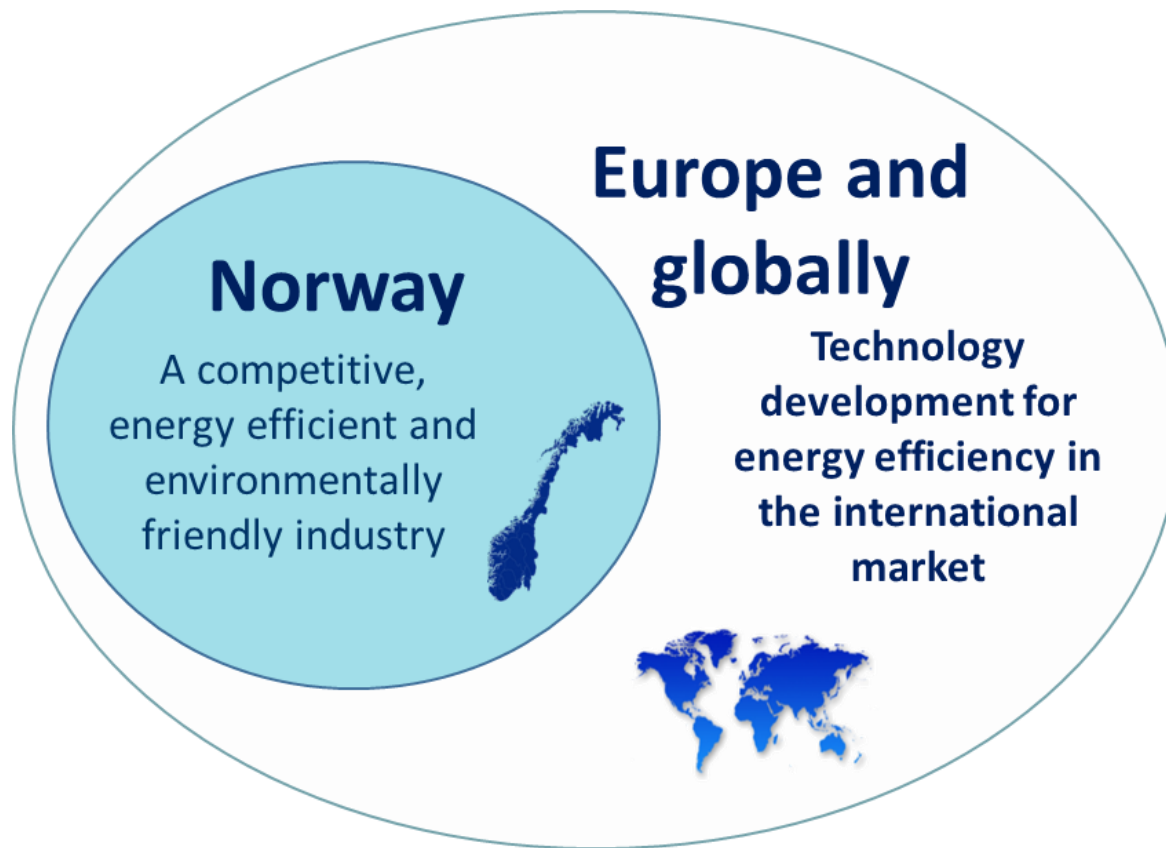 Norway
A competitive,
energy efficient and
environmentally
friendly industry
Europe and
globally
Technology
development for
energy efficiency in
the international
market